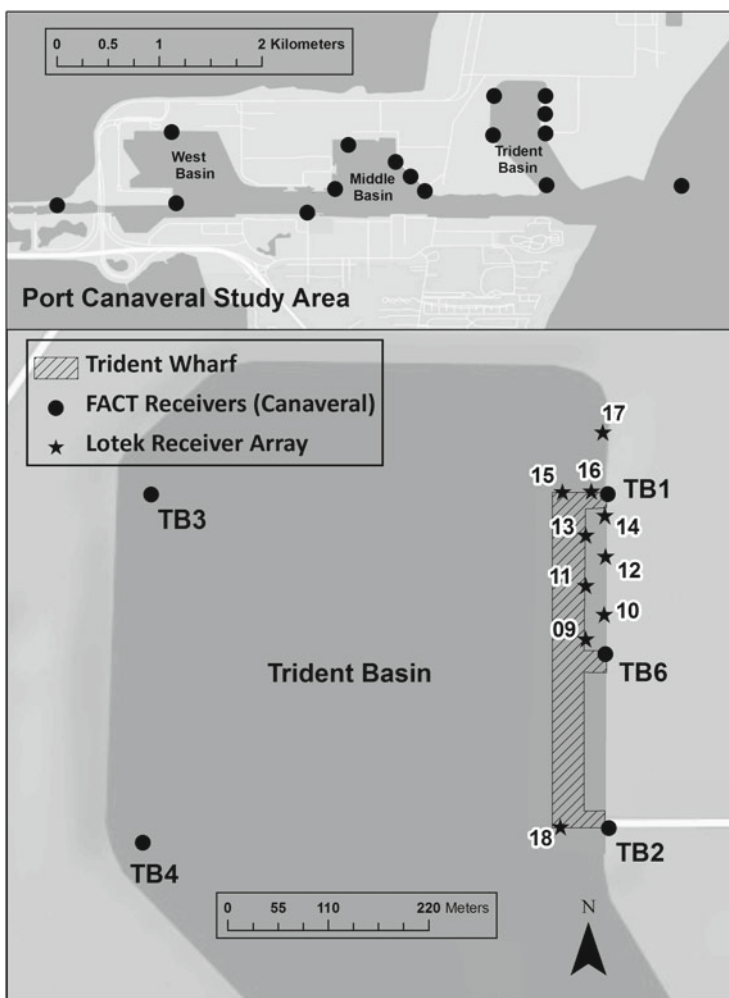 0 0.5 1 2 Kilometers
West
Basin
Middle
Basin
Trident
Basin
Port Canaveral Study Area
Trident Wharf
FACT Receivers (Canaveral)
Lotek Receiver Array
17
15
16
TB1
TB3
14
13
12
11
10
09
TB6
Trident Basin
18
TB2
TB4
0 55 110 220 Meters
N